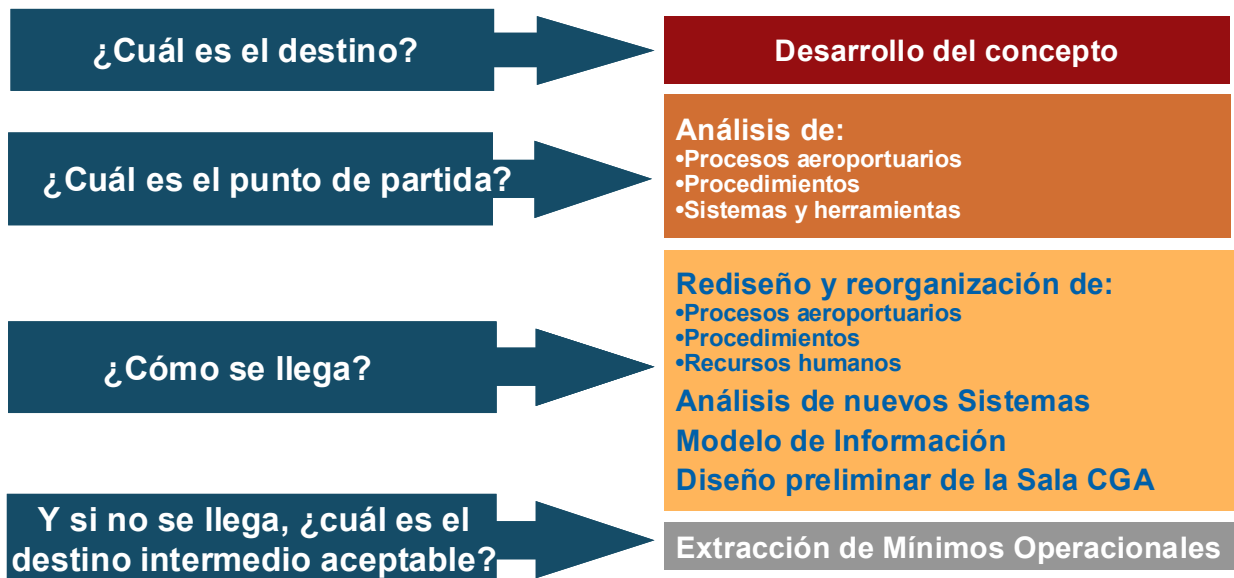 ¿Cuál es el destino?
Desarrollo del concepto
¿Cuál es el punto de partida?
Análisis de:
•Procesos aeroportuarios
•Procedimientos
•Sistemas y herramientas
¿Cómo se llega?
Rediseño y reorganización de:
•Procesos aeroportuarios
•Procedimientos
•Recursos humanos
Análisis de nuevos Sistemas
Modelo de Información
Diseño preliminar de la Sala CGA
Y si no se llega, ¿cuál es el
destino intermedio aceptable?
Extracción de Mínimos Operacionales